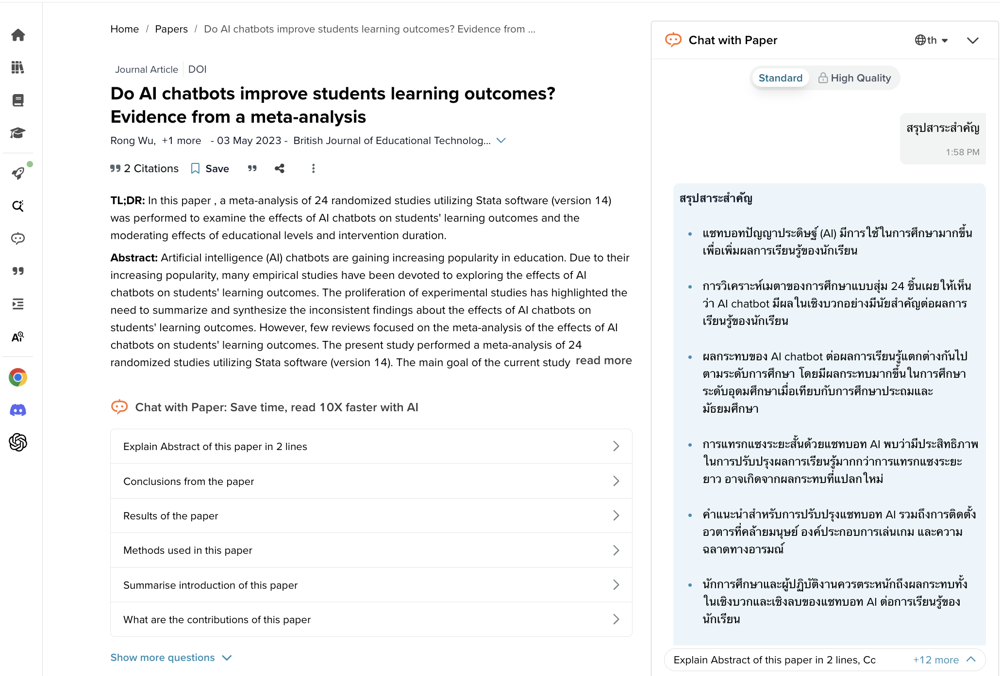 Home / Papers / Do AI chatbots improve students learning outcomes? Evidence from ...
Journal Article DOI
Do AI chatbots improve students learning outcomes?
Evidence from a meta-analysis
Rong Wu, +1 more - 03 May 2023 - British Journal of Educational Technolog...
2 Citations Save
TL;DR: In this paper , a meta-analysis of 24 randomized studies utilizing Stata software (version 14)
was performed to examine the effects of AI chatbots on students' learning outcomes and the
moderating effects of educational levels and intervention duration.
Abstract: Artificial intelligence (AI) chatbots are gaining increasing popularity in education. Due to their
increasing popularity, many empirical studies have been devoted to exploring the effects of AI
chatbots on students' learning outcomes. The proliferation of experimental studies has highlighted the
need to summarize and synthesize the inconsistent findings about the effects of AI chatbots on
students' learning outcomes. However, few reviews focused on the meta-analysis of the effects of AI
chatbots on students' learning outcomes. The present study performed a meta-analysis of 24
randomized studies utilizing Stata software (version 14). The main goal of the current study read more
Chat with Paper: Save time, read 10X faster with AI
Explain Abstract of this paper in 2 lines
Conclusions from the paper
Results of the paper
Methods used in this paper
Summarise introduction of this paper
What are the contributions of this paper
Show more questions
Ai
Chat with Paper th
Standard High Quality
สรุปสาระสำคัญ
1:58 PM
สรุปสาระสำคัญ
แชทบอทปัญญาประดิษฐ์ (AI) มีการใช้ในการศึกษามากขึ้น
เพื่อเพิ่มผลการเรียนรู้ของนักเรียน
การวิเคราะห์เมตาของการศึกษาแบบสุ่ม 24 ชิ้นเผยให้เห็น
ว่า AI chatbot มีผลในเชิงบวกอย่างมีนัยสำคัญต่อผลการ
เรียนรู้ของนักเรียน
ผลกระทบของ AI chatbot ต่อผลการเรียนรู้แตกต่างกันไป
ตามระดับการศึกษา โดยมีผลกระทบมากขึ้นในการศึกษา
ระดับอุดมศึกษาเมื่อเทียบกับการศึกษาประถมและ
มัธยมศึกษา
การแทรกแซงระยะสั้นด้วยแชทบอท AI พบว่ามีประสิทธิภาพ
ในการปรับปรุงผลการเรียนรู้มากกว่าการแทรกแซงระยะ
ยาว อาจเกิดจากผลกระทบที่แปลกใหม่
คำแนะนำสำหรับการปรับปรุงแชทบอท AI รวมถึงการติดตั้ง
อวตารที่คล้ายมนุษย์ องค์ประกอบการเล่นเกม และความ
ฉลาดทางอารมณ์
นักการศึกษาและผู้ปฏิบัติงานควรตระหนักถึงผลกระทบทั้ง
ในเชิงบวกและเชิงลบของแชทบอท AI ต่อการเรียนรู้ของ
นักเรียน
Explain Abstract of this paper in 2 lines, Co +12 more